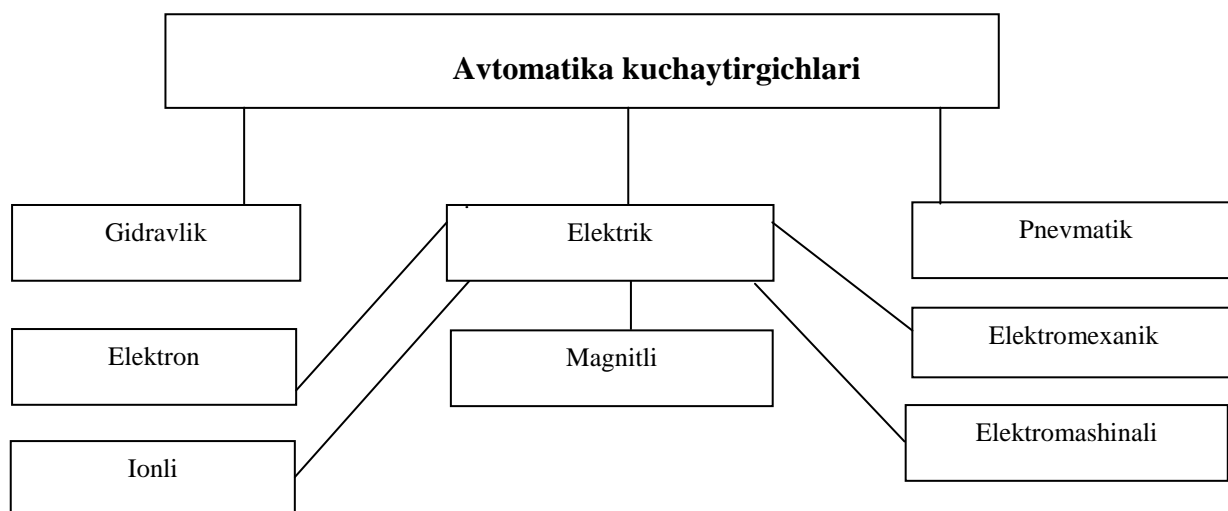 Avtomatika kuchaytirgichlari
Gidravlik
Elektrik
Pnevmatik
Elektron
Magnitli
Elektromexanik
Ionli
Elektromashinali